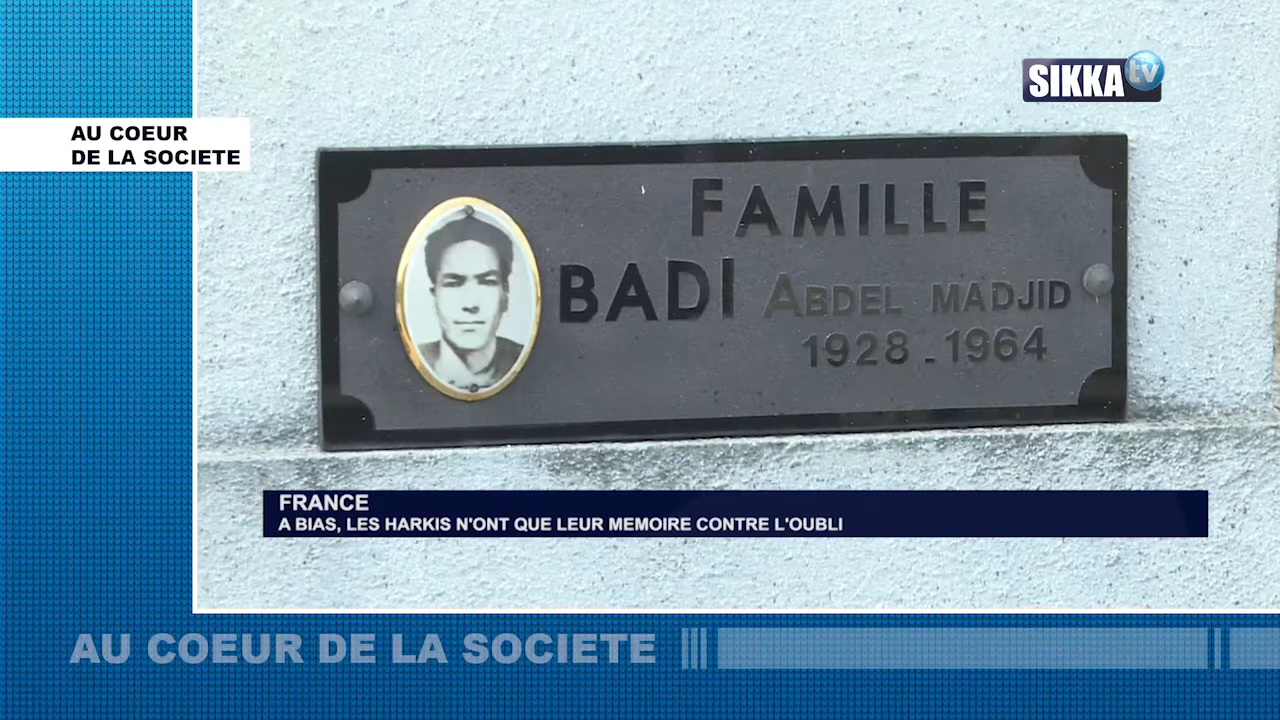 SIKKA tv
AU COEUR
DE LA SOCIETE
FAMILLE
BADI ABDEL MADJID
1928 - 1964
FRANCE
A BIAS, LES HARKIS N'ONT QUE LEUR MEMOIRE CONTRE L'OUBLI
AU COEUR DE LA SOCIETE